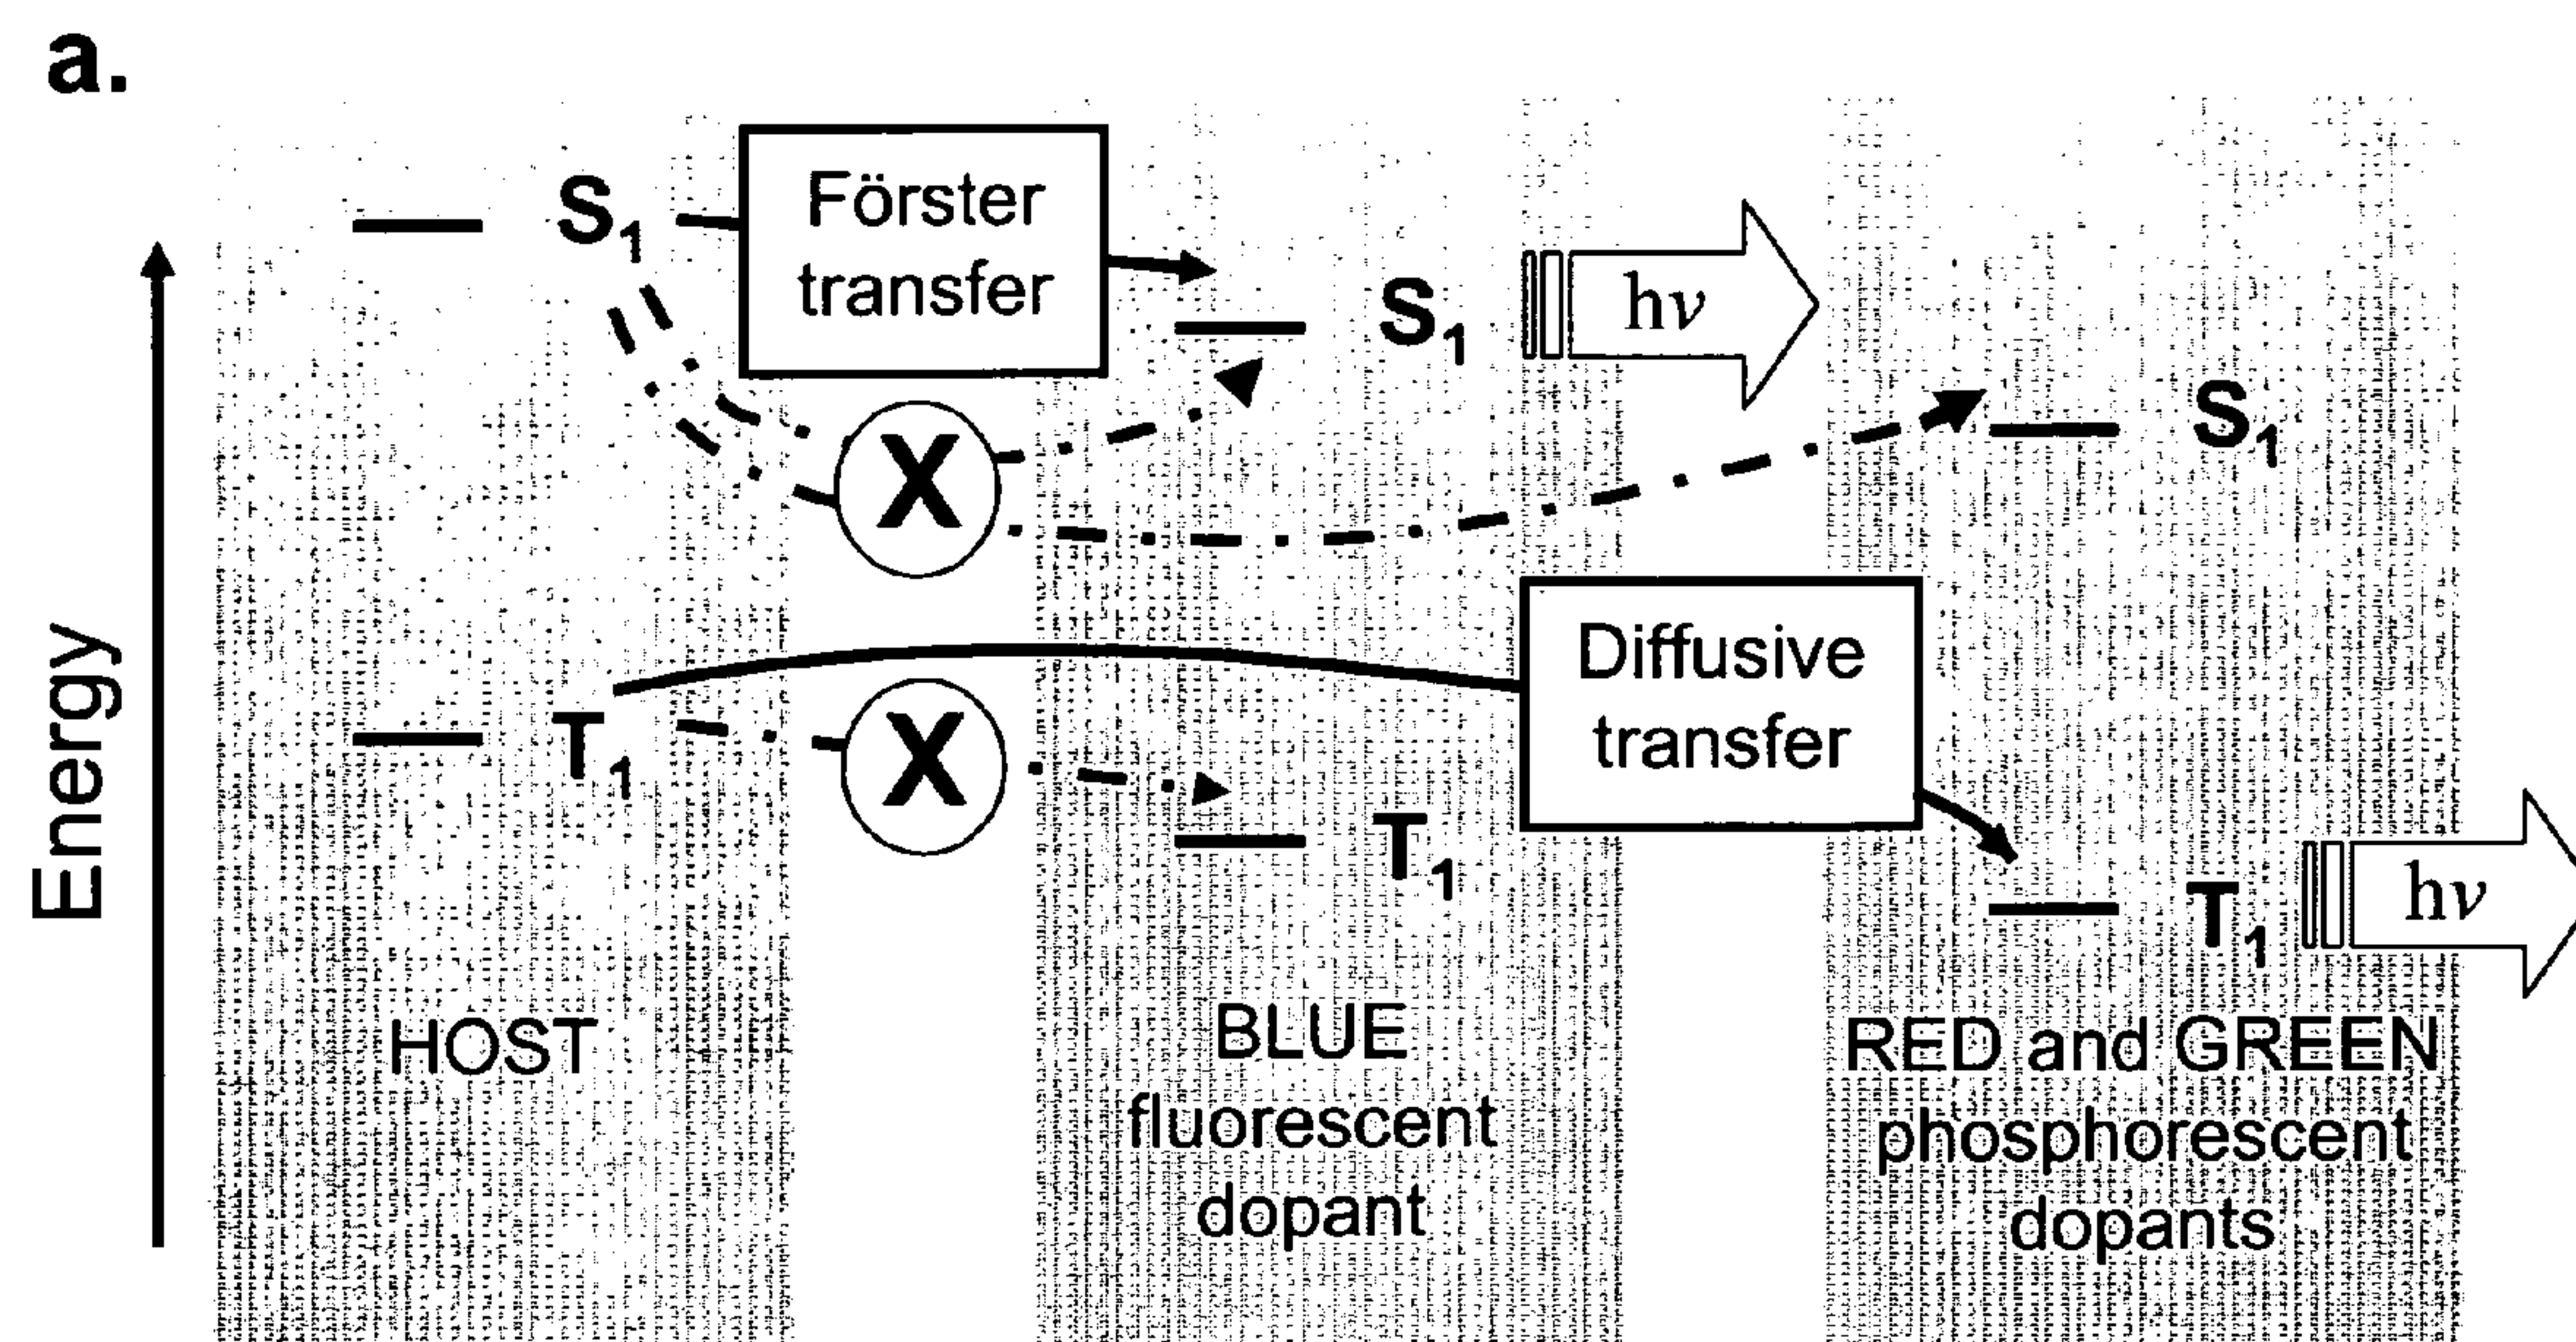 a.
Energy
S₁
Förster
transfer
S₁
hν
S₁
X
T₁
X
T₁
Diffusive
transfer
T₁
hν
HOST
BLUE
fluorescent
dopant
RED and GREEN
phosphorescent
dopants